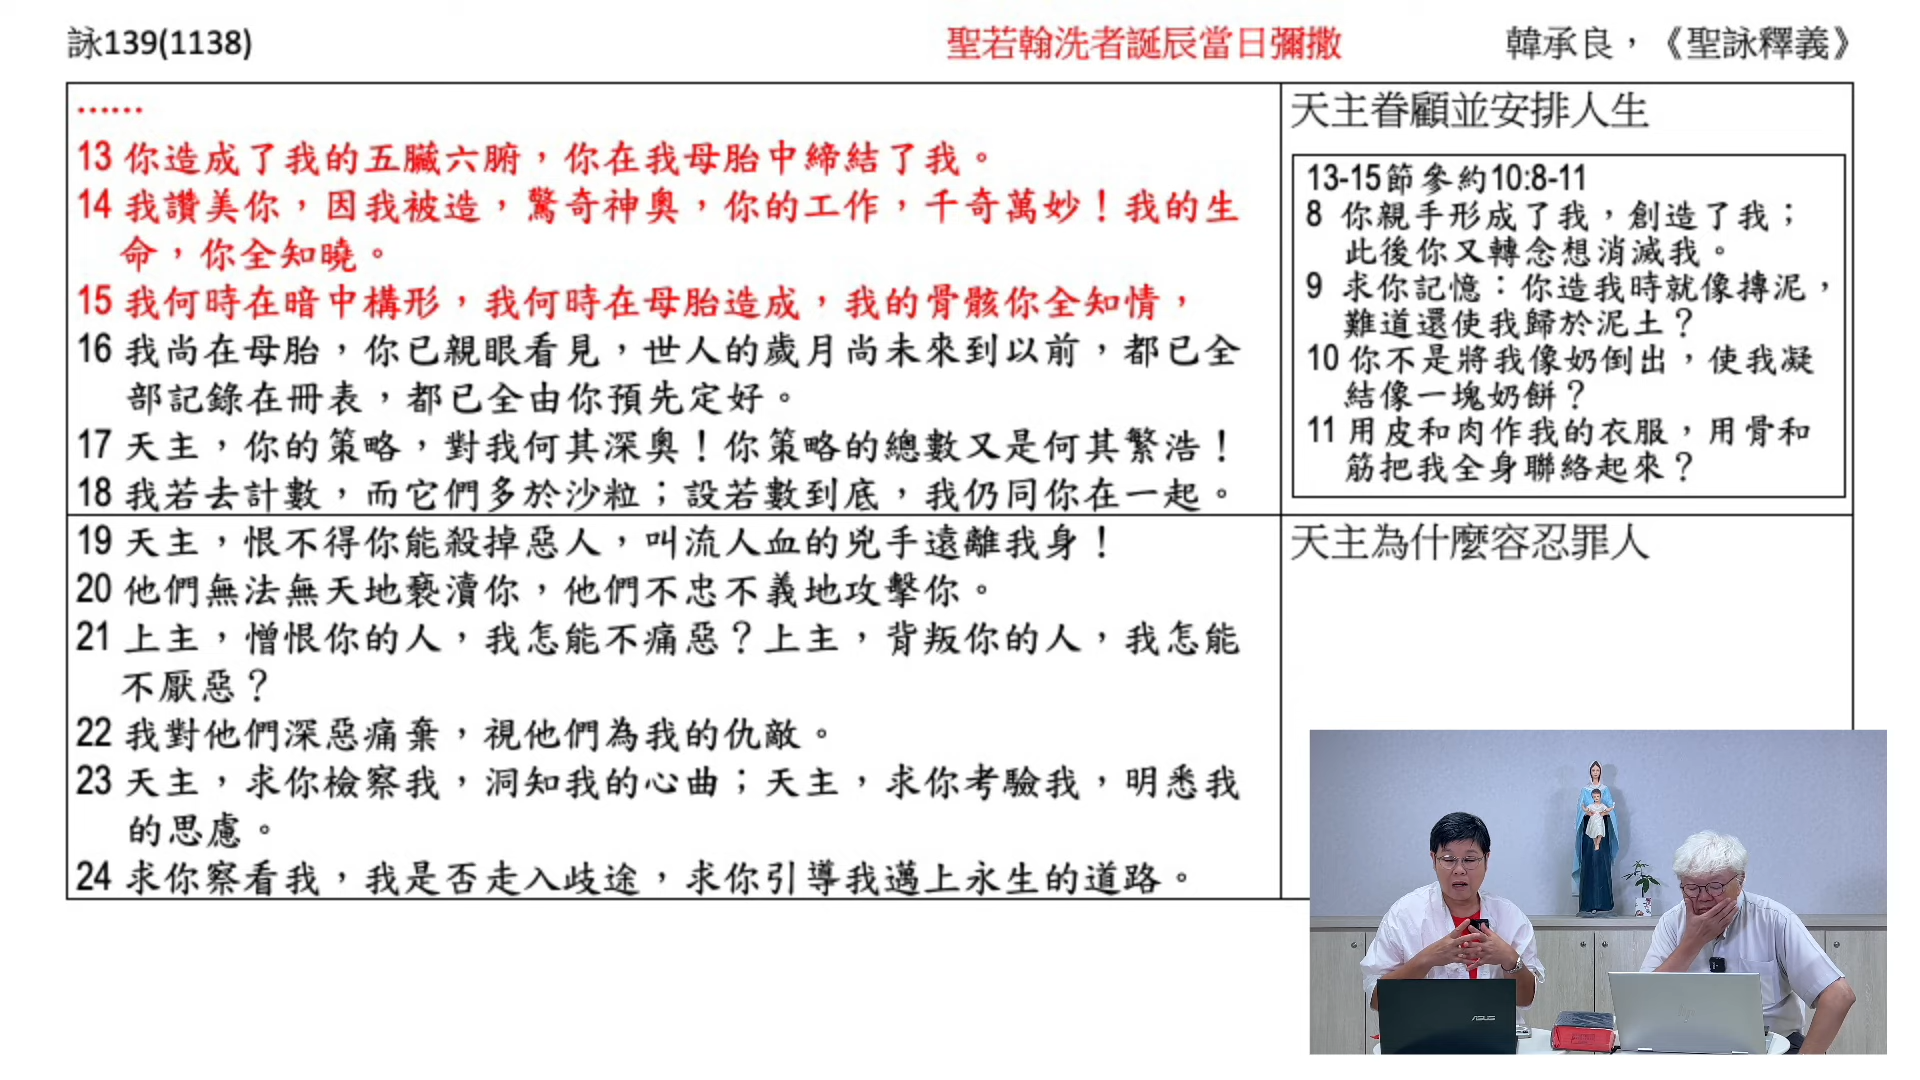 詠139(1138)
聖若翰洗者誕辰當日彌撒
韓承良，《聖詠釋義》
......
13 你造成了我的五臟六腑，你在我母胎中締結了我。
14 我讚美你，因我被造，驚奇神奧，你的工作，千奇萬妙！我的生
命，你全知曉。
15 我何時在暗中構形，我何時在母胎造成，我的骨骸你全知情，
16 我尚在母胎，你已親眼看見，世人的歲月尚未來到以前，都已全
部記錄在冊表，都已全由你預先定好。
17 天主，你的策略，對我何其深奧！你策略的總數又是何其繁浩！
18 我若去計數，而它們多於沙粒；設若數到底，我仍同你在一起。
天主眷顧並安排人生
13-15節參約10:8-11
8 你親手形成了我，創造了我；
此後你又轉念想消滅我。
9 求你記憶：你造我時就像摶泥，
難道還使我歸於泥土？
10 你不是將我像奶倒出，使我凝
結像一塊奶餅？
11 用皮和肉作我的衣服，用骨和
筋把我全身聯絡起來？
19 天主，恨不得你能殺掉惡人，叫流人血的兇手遠離我身！
20 他們無法無天地褻瀆你，他們不忠不義地攻擊你。
21 上主，憎恨你的人，我怎能不痛惡？上主，背叛你的人，我怎能
不厭惡？
22 我對他們深惡痛棄，視他們為我的仇敵。
23 天主，求你檢察我，洞知我的心曲；天主，求你考驗我，明悉我
的思慮。
24 求你察看我，我是否走入歧途，求你引導我邁上永生的道路。
天主為什麼容忍罪人
ASUS
hp